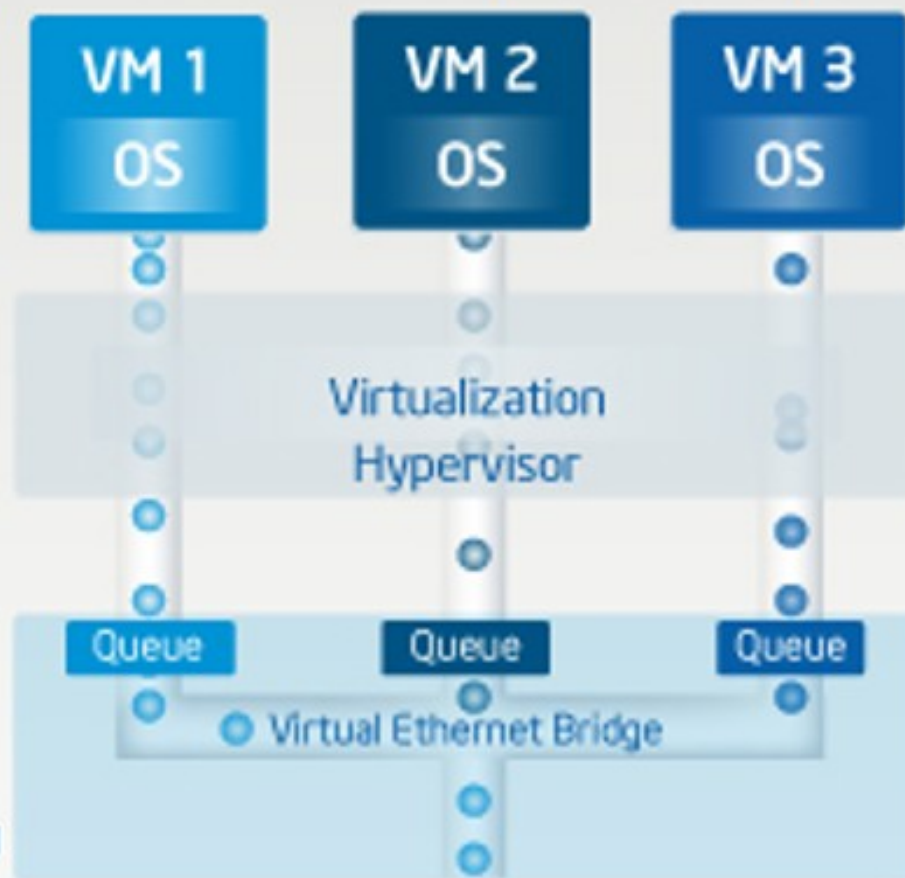 VM 1
OS
VM 2
OS
VM 3
OS
Virtualization
Hypervisor
Queue
Queue
Queue
Virtual Ethernet Bridge